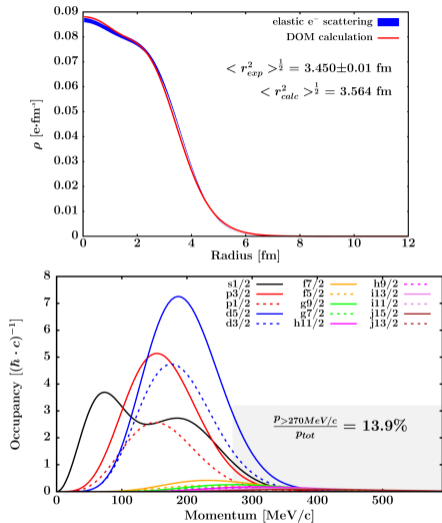 elastic e⁻ scattering
DOM calculation
< r²exp >^½ = 3.450±0.01 fm
< r²calc >^½ = 3.564 fm
0.09
0.08
0.07
0.06
0.05
0.04
0.03
0.02
0.01
0
ρ [e·fm⁻³]
0 2 4 6 8 10 12
Radius [fm]
s1/2 f7/2 h9/2
p3/2 f5/2 i13/2
p1/2 g9/2 i11/2
d5/2 g7/2 j15/2
d3/2 h11/2 j13/2
p>270MeV/c / ptot = 13.9%
8
7
6
5
4
3
2
1
0
Occupancy [(ħ · c)⁻¹]
0 100 200 300 400 500
Momentum [MeV/c]